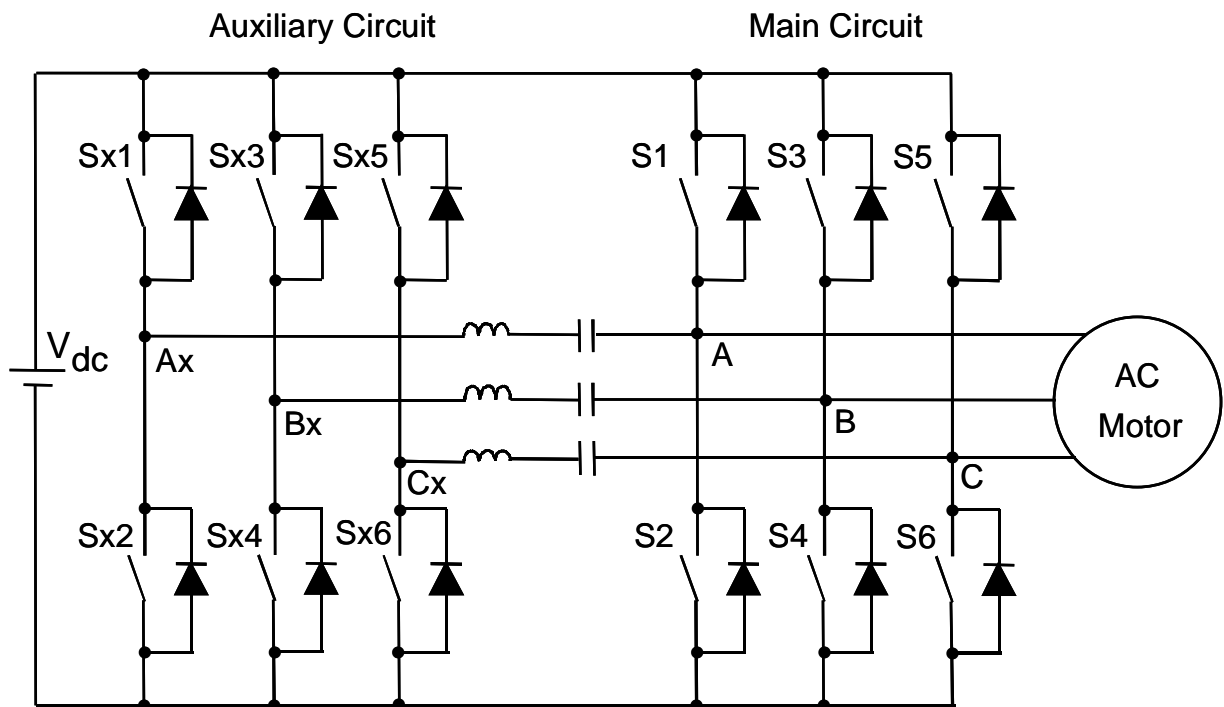 Auxiliary Circuit Main Circuit
Sx1 Sx3 Sx5 S1 S3 S5
Vdc
Ax A
AC
Motor
Bx B
Cx C
Sx2 Sx4 Sx6 S2 S4 S6